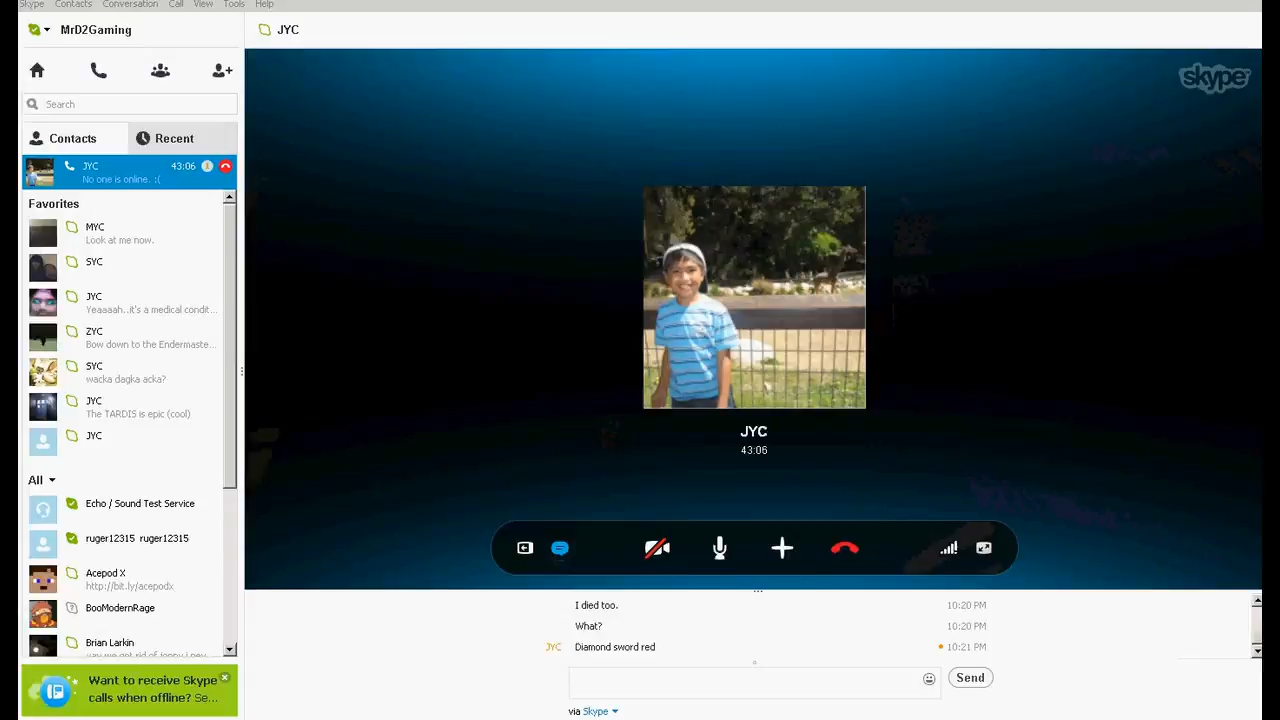 Skype Contacts Conversation Call View Tools Help
MrD2Gaming
JYC
skype
Search
Contacts
Recent
JYC 43:06
No one is online. :(
Favorites
MYC
Look at me now.
SYC
JYC
Yeaaaah..it's a medical condit...
ZYC
Bow down to the Endermaste...
SYC
wacka dagka acka?
JYC
The TARDIS is epic (cool)
JYC
All
Echo / Sound Test Service
ruger12315 ruger12315
Acepod X
http://bit.ly/acepodx
BooModernRage
Brian Larkin
Want to receive Skype
calls when offline? Se...
JYC
43:06
I died too. 10:20 PM
What? 10:20 PM
JYC Diamond sword red 10:21 PM
Send
via Skype